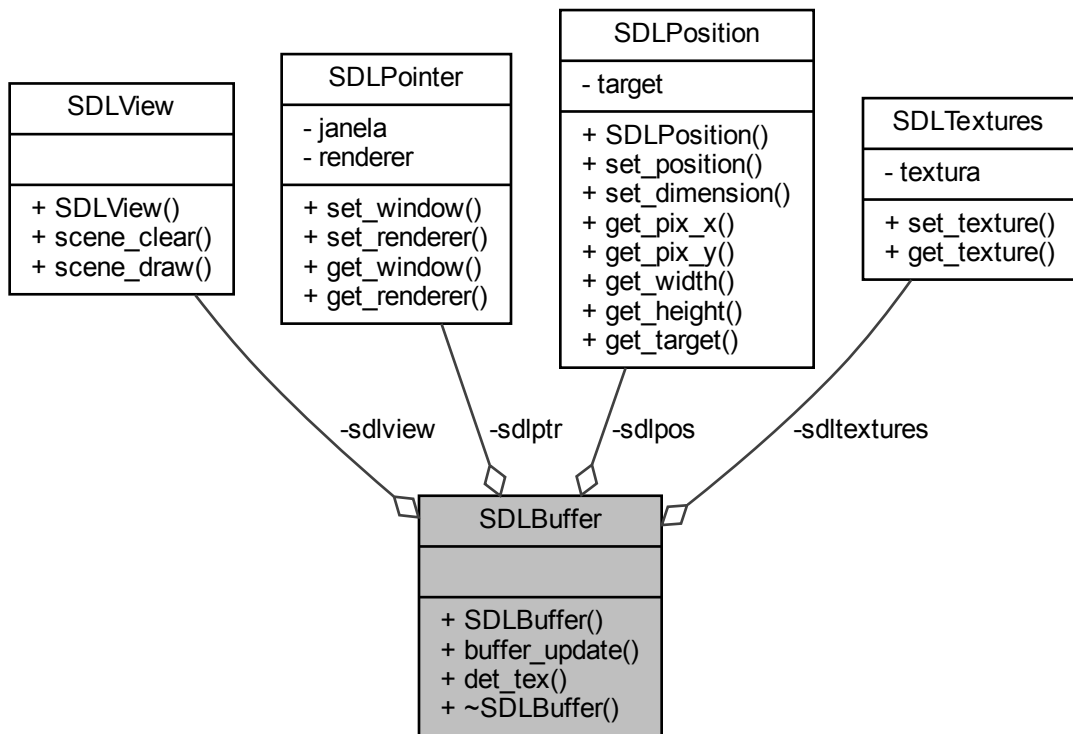 SDLView
+ SDLView()
+ scene_clear()
+ scene_draw()
SDLPointer
- janela
- renderer
+ set_window()
+ set_renderer()
+ get_window()
+ get_renderer()
SDLPosition
- target
+ SDLPosition()
+ set_position()
+ set_dimension()
+ get_pix_x()
+ get_pix_y()
+ get_width()
+ get_height()
+ get_target()
SDLTextures
- textura
+ set_texture()
+ get_texture()
-sdlview
-sdlptr
-sdlpos
-sdltextures
SDLBuffer
+ SDLBuffer()
+ buffer_update()
+ det_tex()
+ ~SDLBuffer()